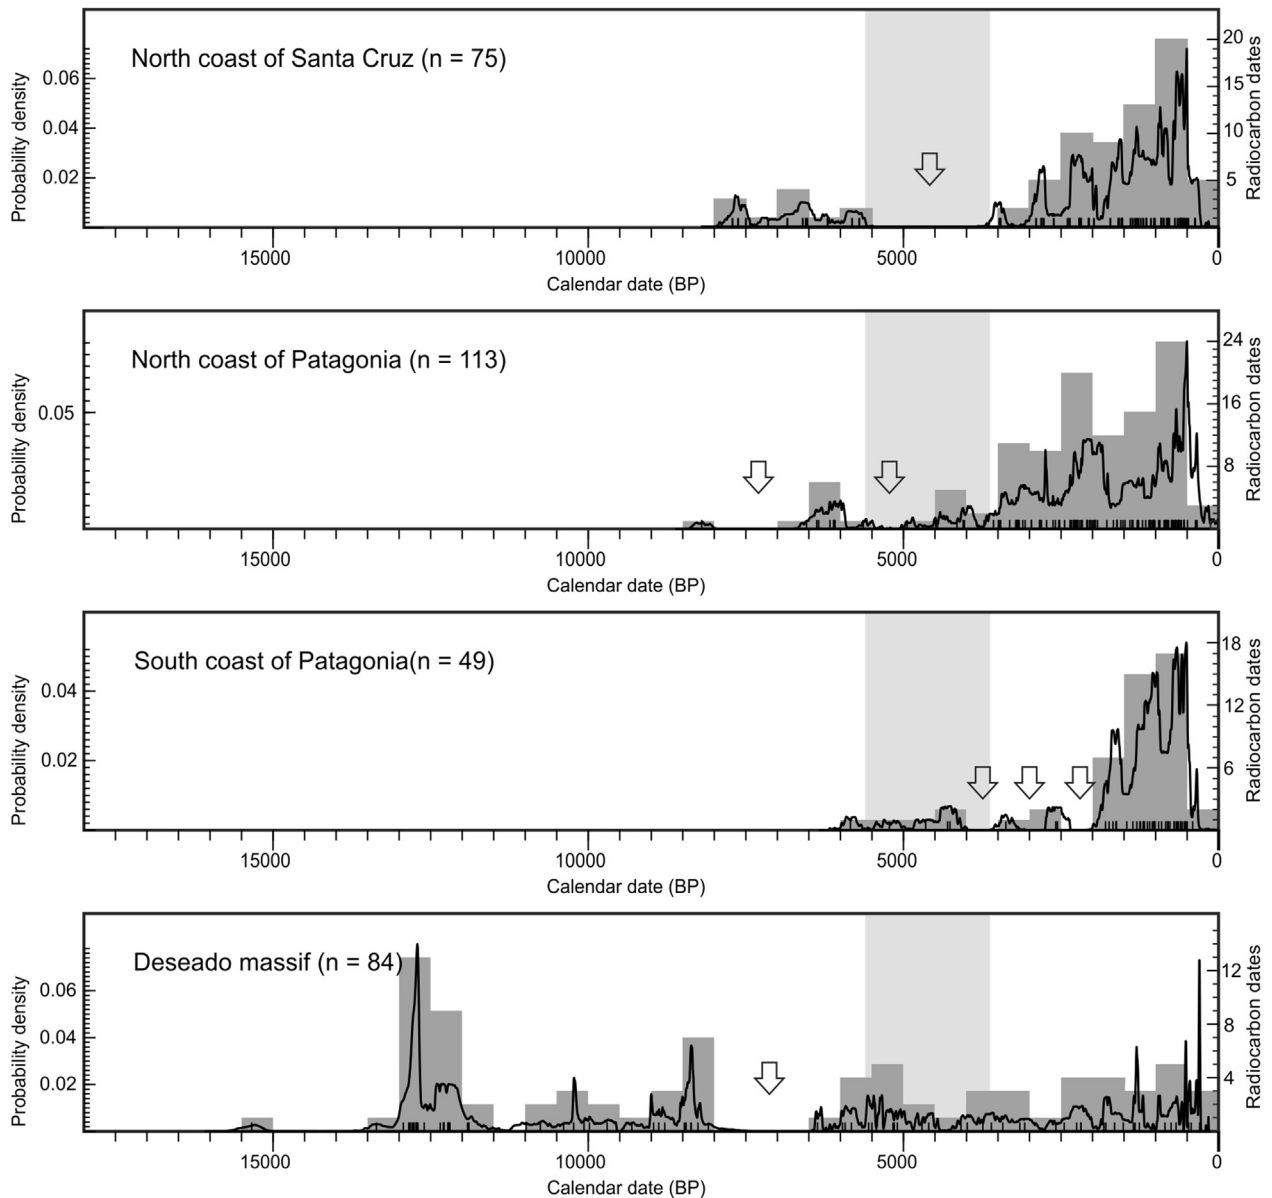 North coast of Santa Cruz (n = 75)
Probability density
0.06
0.04
0.02
20
15
10
5
Radiocarbon dates
15000 10000 5000 0
Calendar date (BP)
North coast of Patagonia (n = 113)
Probability density
0.05
24
16
8
Radiocarbon dates
15000 10000 5000 0
Calendar date (BP)
South coast of Patagonia(n = 49)
Probability density
0.04
0.02
18
12
6
Radiocarbon dates
15000 10000 5000 0
Calendar date (BP)
Deseado massif (n = 84)
Probability density
0.06
0.04
0.02
12
8
4
Radiocarbon dates
15000 10000 5000 0
Calendar date (BP)